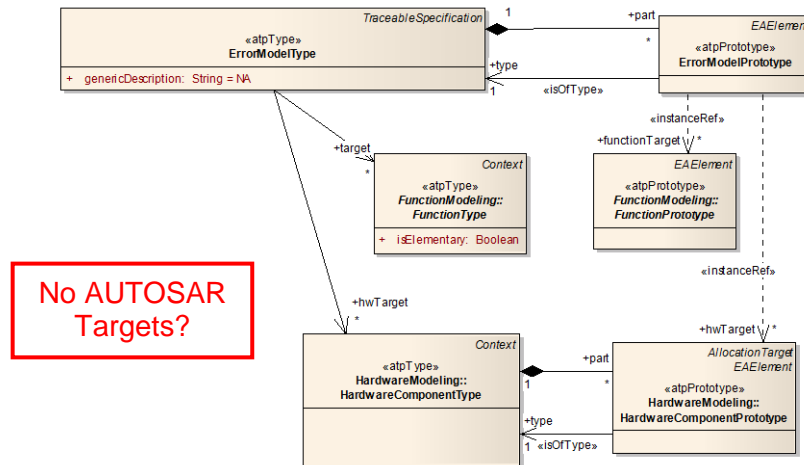 TraceableSpecification
«atpType»
ErrorModelType
+ genericDescription: String = NA
1
+part
*
EAElement
«atpPrototype»
ErrorModelPrototype
+type
1
«isOfType»
«instanceRef»
+functionTarget
*
+target
*
Context
«atpType»
FunctionModeling::
FunctionType
+ isElementary: Boolean
EAElement
«atpPrototype»
FunctionModeling::
FunctionPrototype
«instanceRef»
No AUTOSAR
Targets?
+hwTarget
*
+hwTarget
*
Context
«atpType»
HardwareModeling::
HardwareComponentType
+part
1
*
AllocationTarget
EAElement
«atpPrototype»
HardwareModeling::
HardwareComponentPrototype
+type
1
«isOfType»